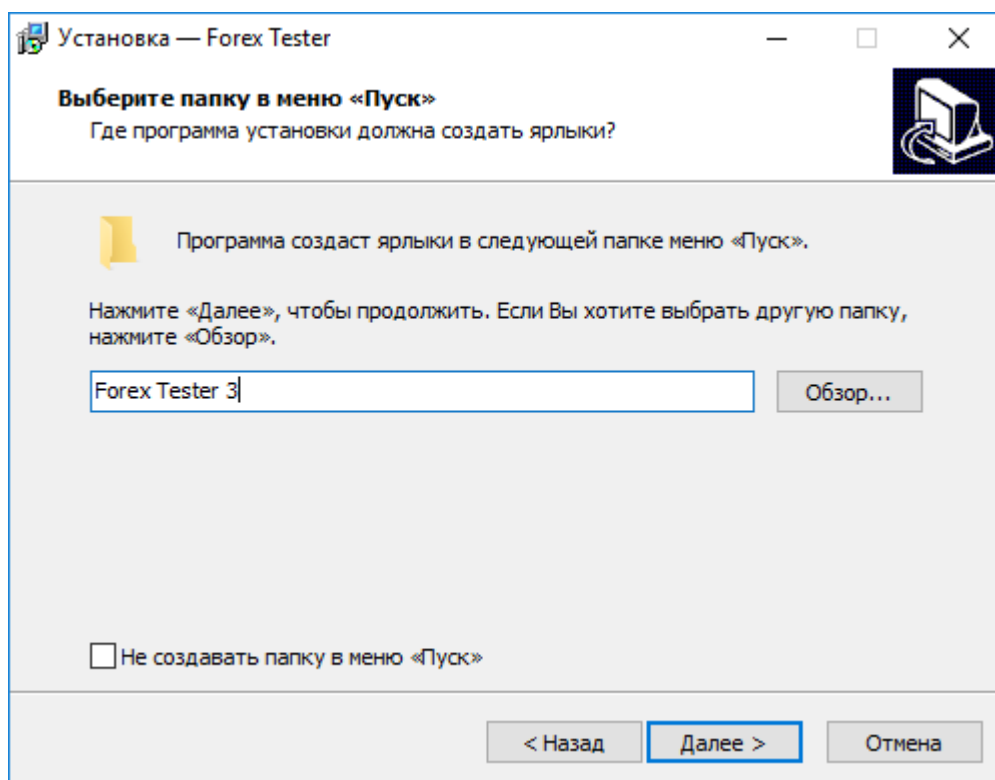 Установка — Forex Tester
Выберите папку в меню «Пуск»
Где программа установки должна создать ярлыки?
Программа создаст ярлыки в следующей папке меню «Пуск».
Нажмите «Далее», чтобы продолжить. Если Вы хотите выбрать другую папку,
нажмите «Обзор».
Forex Tester 3
Обзор...
Не создавать папку в меню «Пуск»
< Назад
Далее >
Отмена